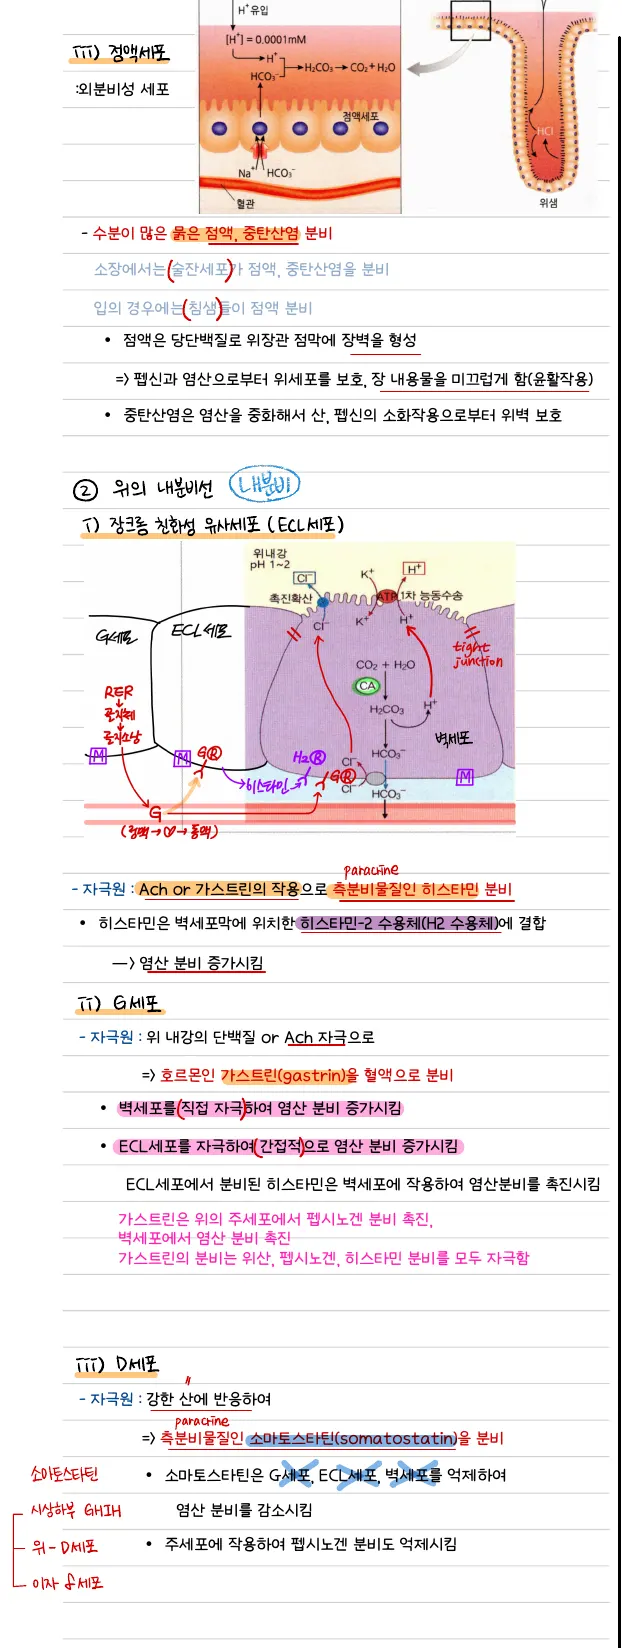 H⁺유입
[H⁺] = 0.0001mM
H⁺
HCO₃⁻
H₂CO₃ → CO₂ + H₂O
점액세포
Na⁺ HCO₃⁻
혈관
HCl
위샘
iii) 점액세포
:외분비성 세포
- 수분이 많은 묽은 점액, 중탄산염 분비
소장에서는 (술잔세포)가 점액, 중탄산염을 분비
입의 경우에는 (침샘)들이 점액 분비
• 점액은 당단백질로 위장관 점막에 장벽을 형성
=> 펩신과 염산으로부터 위세포를 보호, 장 내용물을 미끄럽게 함(윤활작용)
• 중탄산염은 염산을 중화해서 산, 펩신의 소화작용으로부터 위벽 보호
② 위의 내분비선 내분비
i) 장크롬 친화성 유사세포 (ECL세포)
위내강
pH 1~2
Cl⁻
K⁺
H⁺
촉진확산
ATP 1차 능동수송
Cl⁻
K⁺
H⁺
G세포
ECL세포
tight
junction
CO₂ + H₂O
CA
H₂CO₃
H⁺
벽세포
RER
골지체
골지소낭
M
M
GⓇ
H₂Ⓡ
히스타민
GⓇ
Cl⁻
Cl⁻
HCO₃⁻
HCO₃⁻
M
G
(정맥→♡→동맥)
paracrine
- 자극원 : Ach or 가스트린의 작용으로 측분비물질인 히스타민 분비
• 히스타민은 벽세포막에 위치한 히스타민-2 수용체(H2 수용체)에 결합
—> 염산 분비 증가시킴
ii) G세포
- 자극원 : 위 내강의 단백질 or Ach 자극으로
=> 호르몬인 가스트린(gastrin)을 혈액으로 분비
• 벽세포를 (직접 자극)하여 염산 분비 증가시킴
• ECL세포를 자극하여 (간접적)으로 염산 분비 증가시킴
ECL세포에서 분비된 히스타민은 벽세포에 작용하여 염산분비를 촉진시킴
가스트린은 위의 주세포에서 펩시노겐 분비 촉진,
벽세포에서 염산 분비 촉진
가스트린의 분비는 위산, 펩시노겐, 히스타민 분비를 모두 자극함
iii) D세포
- 자극원 : 강한 산에 반응하여
paracrine
=> 측분비물질인 소마토스타틴(somatostatin)을 분비
소마토스타틴
• 소마토스타틴은 G세포, ECL세포, 벽세포를 억제하여
시상하부 GHIH
염산 분비를 감소시킴
위 - D세포
• 주세포에 작용하여 펩시노겐 분비도 억제시킴
이자 δ세포